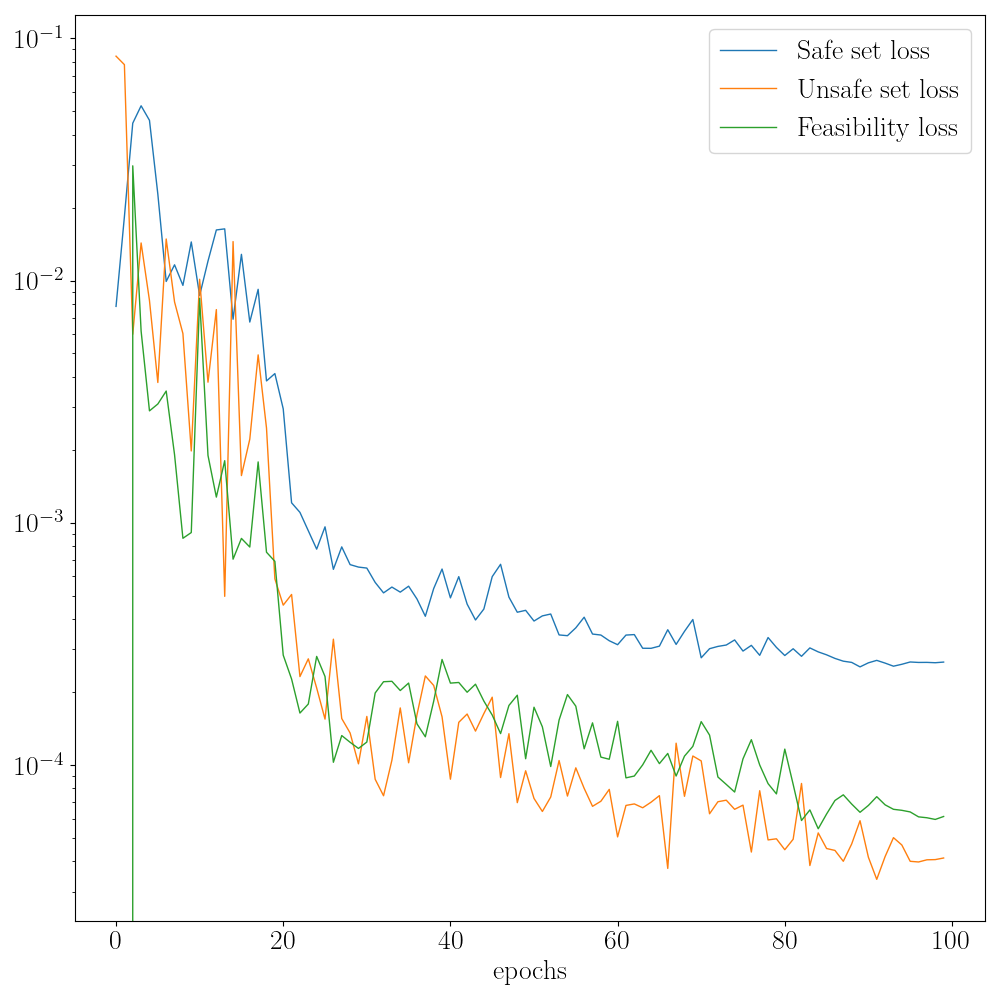 10⁻¹
10⁻²
10⁻³
10⁻⁴
Safe set loss
Unsafe set loss
Feasibility loss
0 20 40 60 80 100
epochs